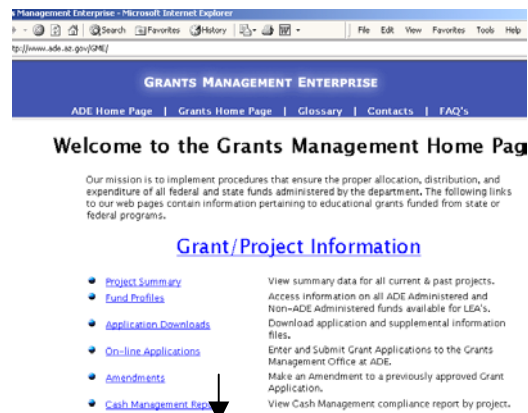 s Management Enterprise - Microsoft Internet Explorer
Search Favorites History File Edit View Favorites Tools Help
tp://www.ade.az.gov/GME/
GRANTS MANAGEMENT ENTERPRISE
ADE Home Page | Grants Home Page | Glossary | Contacts | FAQ's
Welcome to the Grants Management Home Pag
Our mission is to implement procedures that ensure the proper allocation, distribution, and
expenditure of all federal and state funds administered by the department. The following links
to our web pages contain information pertaining to educational grants funded from state or
federal programs.
Grant/Project Information
Project Summary View summary data for all current & past projects.
Fund Profiles Access information on all ADE Administered and
Non-ADE Administered funds available for LEA's.
Application Downloads Download application and supplemental information
files.
On-line Applications Enter and Submit Grant Applications to the Grants
Management Office at ADE.
Amendments Make an Amendment to a previously approved Grant
Application.
Cash Management Rep View Cash Management compliance report by project.